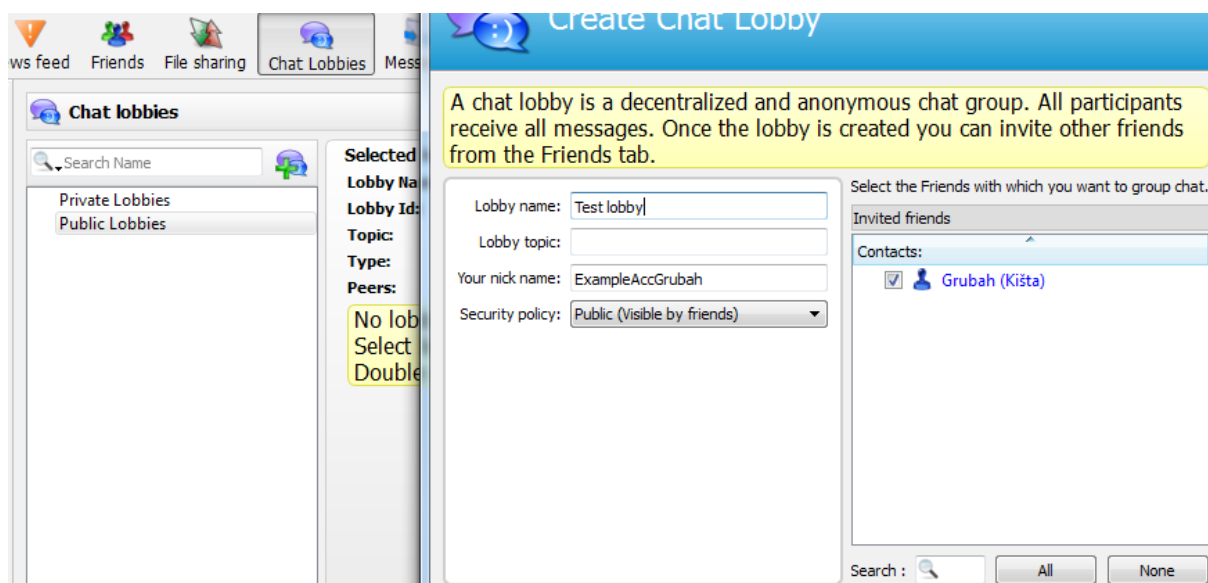 ws feed
Friends
File sharing
Chat Lobbies
Mess
Chat lobbies
Search Name
Private Lobbies
Public Lobbies
Selected
Lobby Na
Lobby Id:
Topic:
Type:
Peers:
No lob
Select
Double
Create Chat Lobby
A chat lobby is a decentralized and anonymous chat group. All participants
receive all messages. Once the lobby is created you can invite other friends
from the Friends tab.
Lobby name: Test lobby
Lobby topic:
Your nick name: ExampleAccGrubah
Security policy: Public (Visible by friends)
Select the Friends with which you want to group chat.
Invited friends
Contacts:
Grubah (Kišta)
Search :
All
None